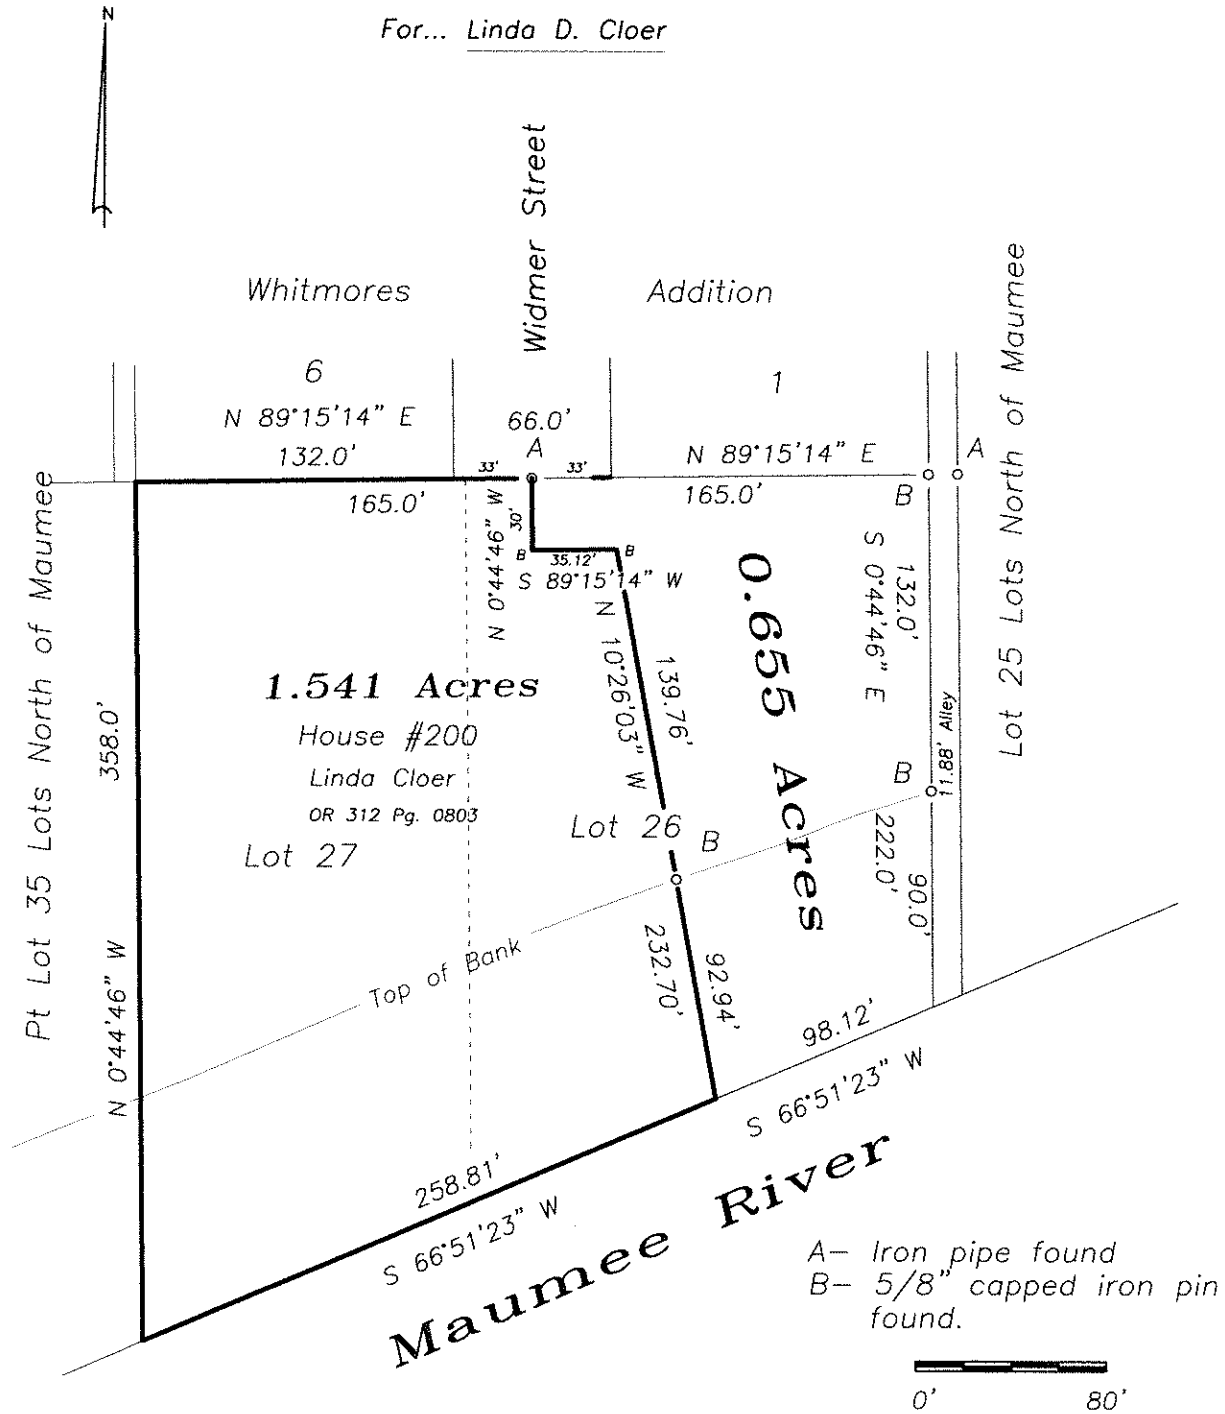 N
For... Linda D. Cloer
Widmer Street
Whitmores
Addition
6
1
N 89°15'14" E
66.0'
132.0'
A
33'
33'
N 89°15'14" E
A
165.0'
165.0'
B
N 0°44'46" W
30'
B
35.12'
B
S 89°15'14" W
Pt Lot 35 Lots North of Maumee
Lot 25 Lots North of Maumee
N 10°26'03" W
139.76'
0.655 Acres
132.0'
S 0°44'46" E
1.541 Acres
House #200
Linda Cloer
OR 312 Pg. 0803
358.0'
N 0°44'46" W
11.88' Alley
B
Lot 26
B
Lot 27
222.0'
90.0'
Top of Bank
232.70'
92.94'
98.12'
S 66°51'23" W
258.81'
S 66°51'23" W
Maumee River
A– Iron pipe found
B– 5/8" capped iron pin
found.
0'
80'